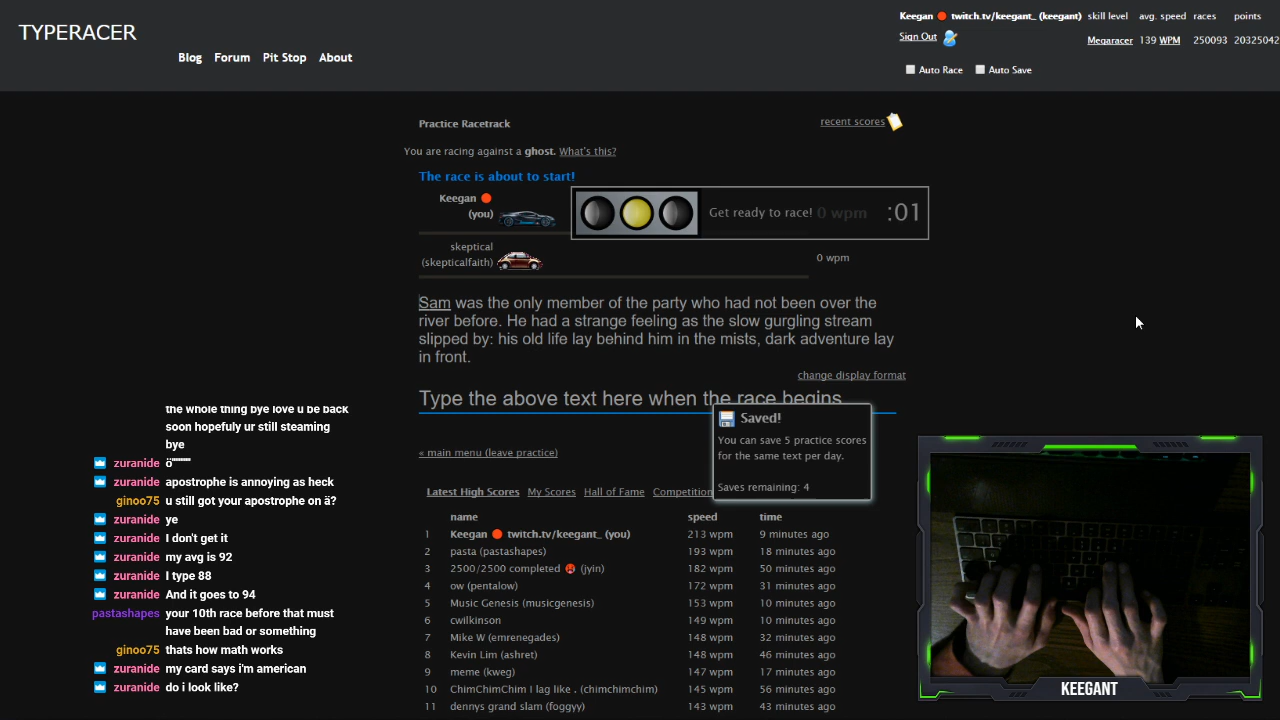 TYPERACER
Blog Forum Pit Stop About
Keegan twitch.tv/keegant_ (keegant) skill level avg. speed races points
Sign Out Megaracer 139 WPM 250093 20325042
Auto Race Auto Save
Practice Racetrack
recent scores
You are racing against a ghost. What's this?
The race is about to start!
Keegan
(you)
Get ready to race! 0 wpm :01
skeptical
(skepticalfaith)
0 wpm
Sam was the only member of the party who had not been over the
river before. He had a strange feeling as the slow gurgling stream
slipped by: his old life lay behind him in the mists, dark adventure lay
in front.
change display format
Type the above text here when the race begins
Saved!
You can save 5 practice scores
for the same text per day.
Saves remaining: 4
« main menu (leave practice)
Latest High Scores My Scores Hall of Fame Competition
name speed time
1 Keegan twitch.tv/keegant_ (you) 213 wpm 9 minutes ago
2 pasta (pastashapes) 193 wpm 18 minutes ago
3 2500/2500 completed (jyin) 182 wpm 50 minutes ago
4 ow (pentalow) 172 wpm 31 minutes ago
5 Music Genesis (musicgenesis) 153 wpm 10 minutes ago
6 cwilkinson 149 wpm 10 minutes ago
7 Mike W (emrenegades) 148 wpm 32 minutes ago
8 Kevin Lim (ashret) 148 wpm 46 minutes ago
9 meme (kweg) 147 wpm 17 minutes ago
10 ChimChimChim I lag like . (chimchimchim) 145 wpm 56 minutes ago
11 dennys grand slam (foggyy) 143 wpm 43 minutes ago
the whole thing bye love u be back
soon hopefuly ur still steaming
bye
zuranide
zuranide apostrophe is annoying as heck
ginoo75 u still got your apostrophe on ä?
zuranide ye
zuranide I don't get it
zuranide my avg is 92
zuranide I type 88
zuranide And it goes to 94
pastashapes your 10th race before that must
have been bad or something
ginoo75 thats how math works
zuranide my card says i'm american
zuranide do i look like?
KEEGANT